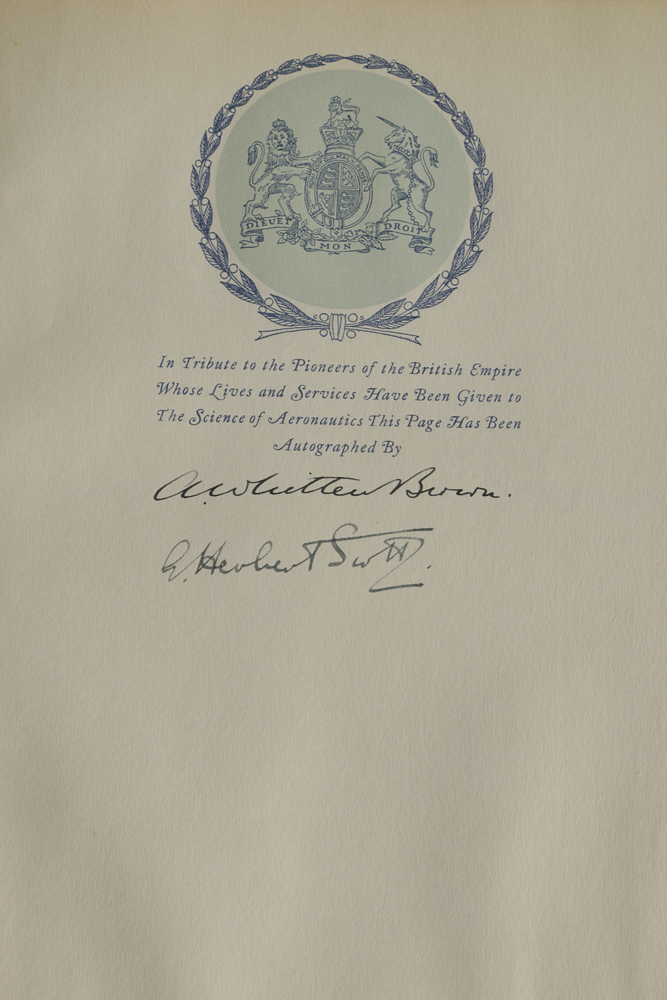 DIEU ET
MON
DROIT
In Tribute to the Pioneers of the British Empire
Whose Lives and Services Have Been Given to
The Science of Aeronautics This Page Has Been
Autographed By
A. Whitten Brown.
G. Herbert Scott.